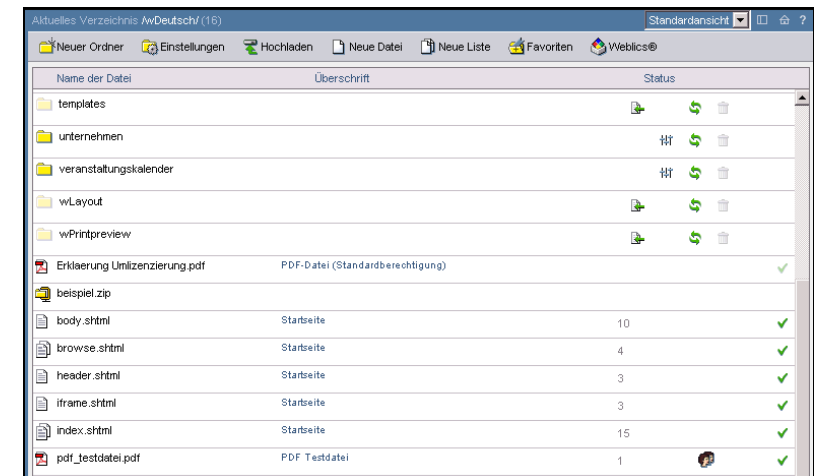 Aktuelles Verzeichnis /wDeutsch/ (16) Standardansicht ?
Neuer Ordner Einstellungen Hochladen Neue Datei Neue Liste Favoriten Weblics®
Name der Datei Überschrift Status
templates
unternehmen
veranstaltungskalender
wLayout
wPrintpreview
Erklaerung Umlizenzierung.pdf PDF-Datei (Standardberechtigung)
beispiel.zip
body.shtml Startseite 10
browse.shtml Startseite 4
header.shtml Startseite 3
iframe.shtml Startseite 3
index.shtml Startseite 15
pdf_testdatei.pdf PDF Testdatei 1